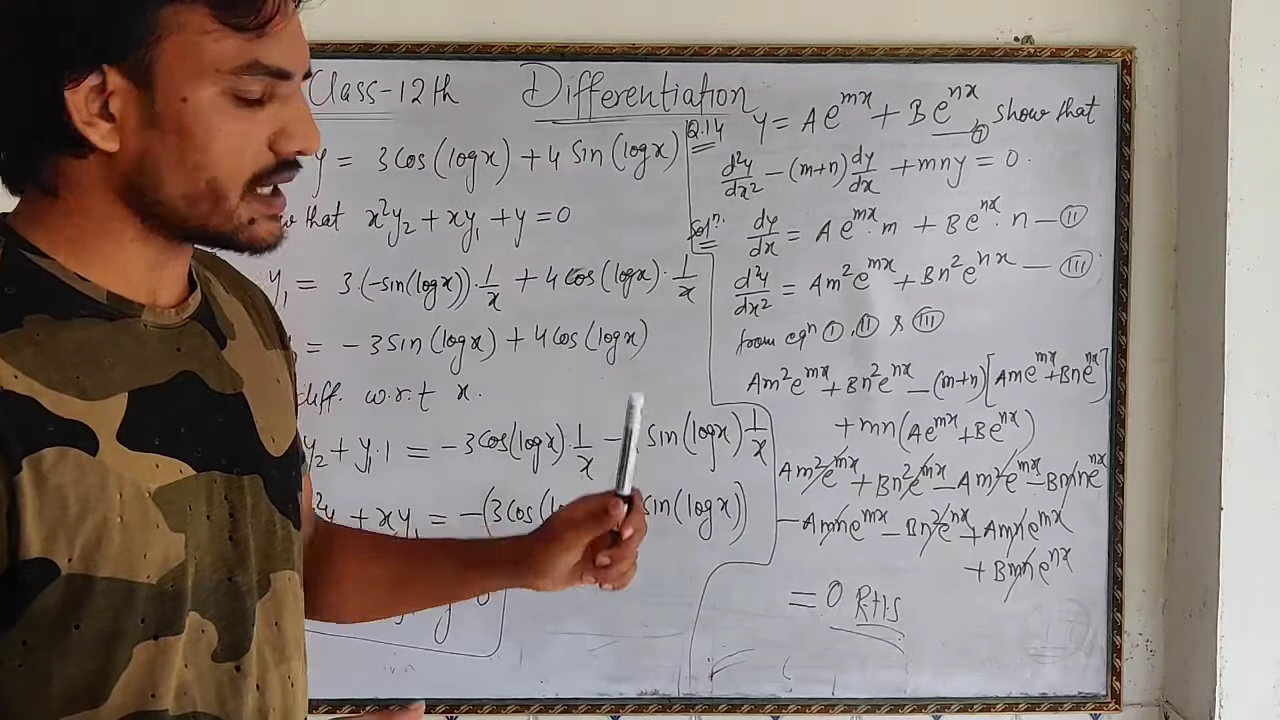 Class-12th Differentiation
y = 3cos(logx) + 4 Sin(logx)
that x²y₂ + xy₁ + y = 0
y₁ = 3.(-sin(logx)).1/x + 4cos(logx).1/x
= -3sin(logx) + 4cos(logx)
diff. w.r.t x.
y₂ + y₁.1 = -3cos(logx).1/x - sin(logx)1/x
+ xy₁ = -(3cos( sin(logx))
Q.14 y = Ae^mx + Be^nx, ① show that
d²y/dx² - (m+n)dy/dx + mny = 0.
Solⁿ: dy/dx = Ae^mx.m + Be^nx.n — ②
d²y/dx² = Am²e^mx + Bn²e^nx — ③
from eqⁿ ①, ② & ③
Am²e^mx + Bn²e^nx - (m+n)[Ame^mx + Bne^nx]
+ mn(Ae^mx + Be^nx)
Am²e^mx + Bn²e^nx - Am²e^mx - Bmne^nx
- Amne^mx - Bn²e^nx + Amne^mx
+ Bmne^nx
= 0 R.H.S